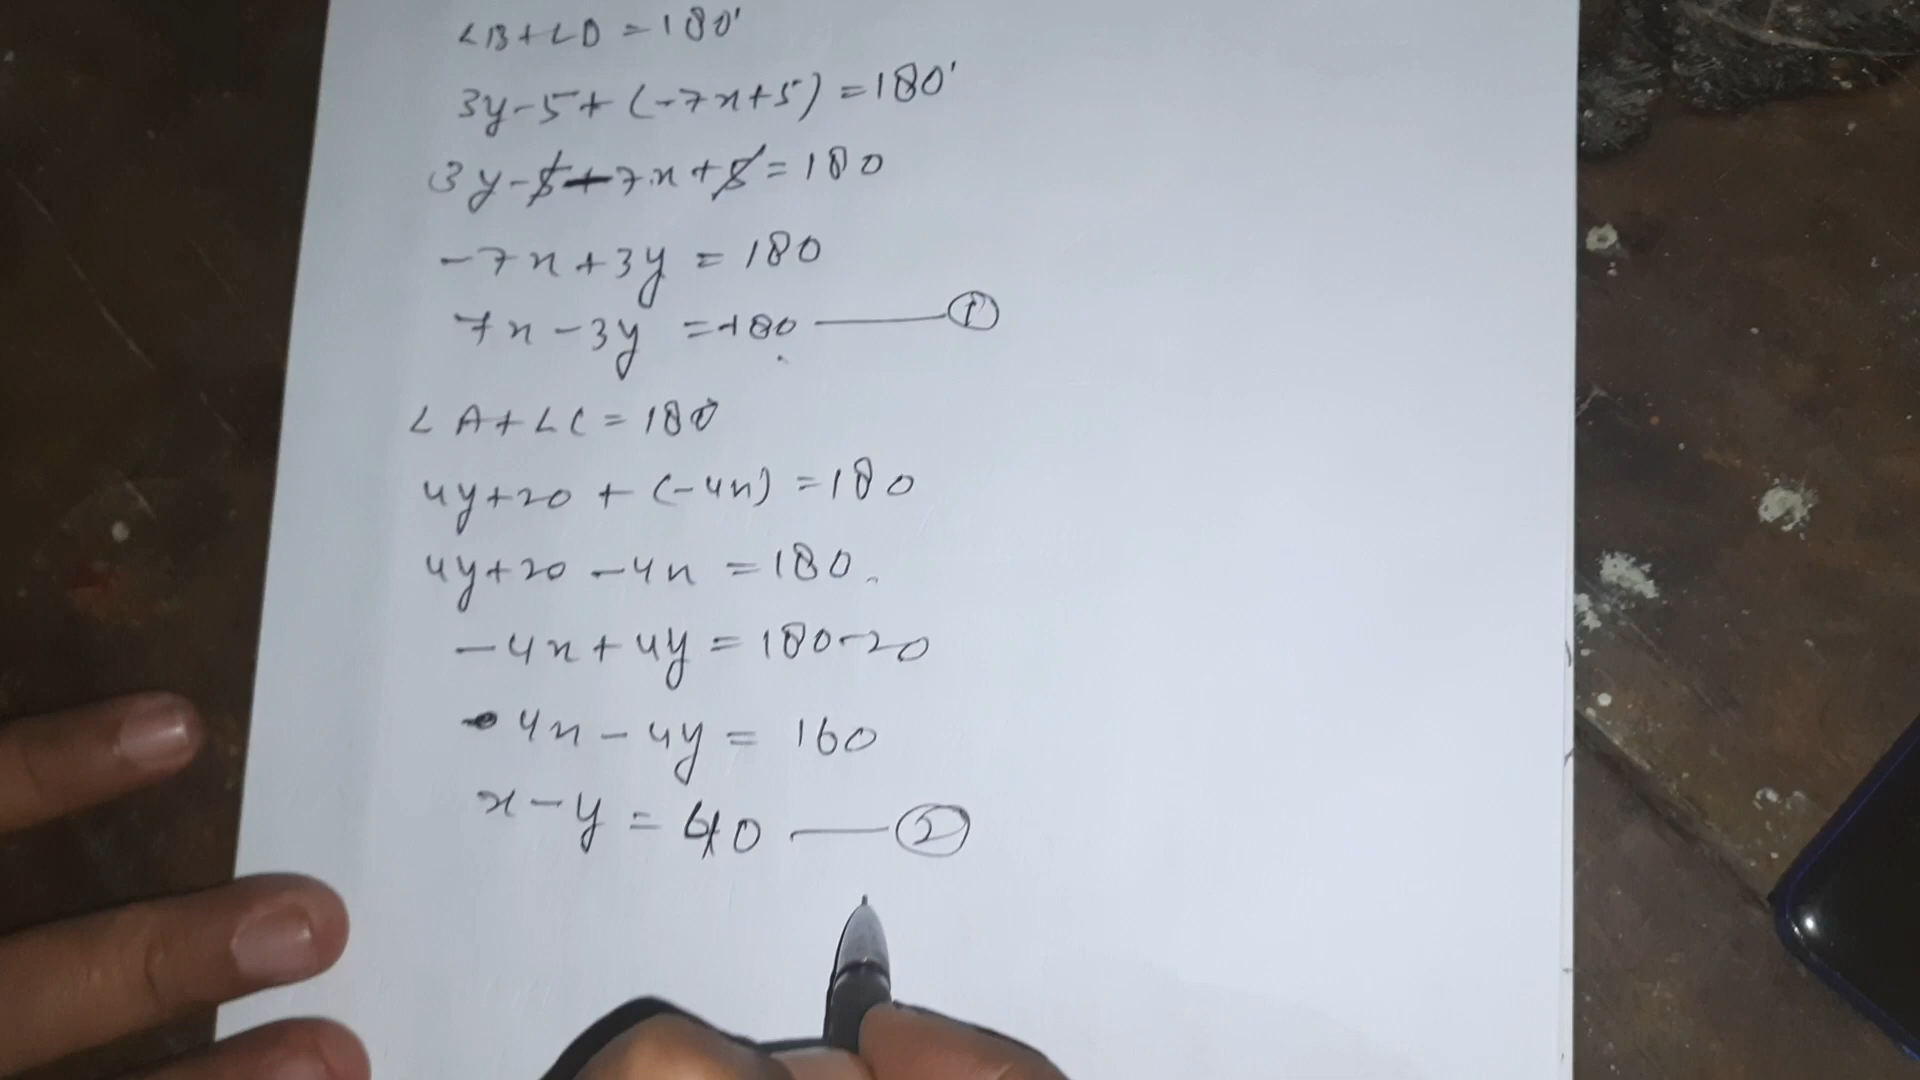 ∠B+∠D=180°
3y-5+(-7x+5)=180°
3y-5-7x+5=180
-7x+3y=180
7x-3y=-180 —— ①
∠A+∠C=180°
4y+20+(-4x)=180
4y+20-4x=180
-4x+4y=180-20
4x-4y=160
x-y=40 —— ②